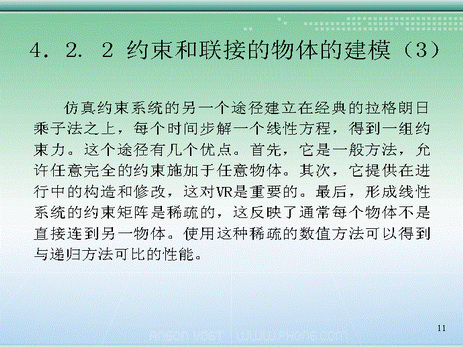 4．2．2 约束和联接的物体的建模（3）
仿真约束系统的另一个途径建立在经典的拉格朗日
乘子法之上，每个时间步解一个线性方程，得到一组约
束力。这个途径有几个优点。首先，它是一般方法，允
许任意完全的约束施加于任意物体。其次，它提供在进
行中的构造和修改，这对VR是重要的。最后，形成线性
系统的约束矩阵是稀疏的，这反映了通常每个物体不是
直接连到另一物体。使用这种稀疏的数值方法可以得到
与递归方法可比的性能。
11